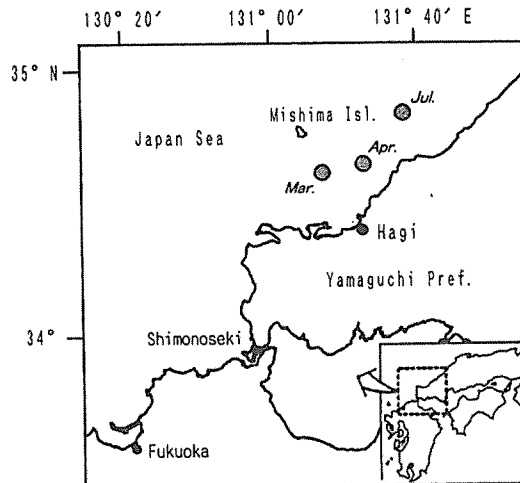 130° 20' 131° 00' 131° 40' E
35° N
Jul.
Mishima Isl.
Japan Sea
Apr.
Mar.
Hagi
Yamaguchi Pref.
34°
Shimonoseki
Fukuoka